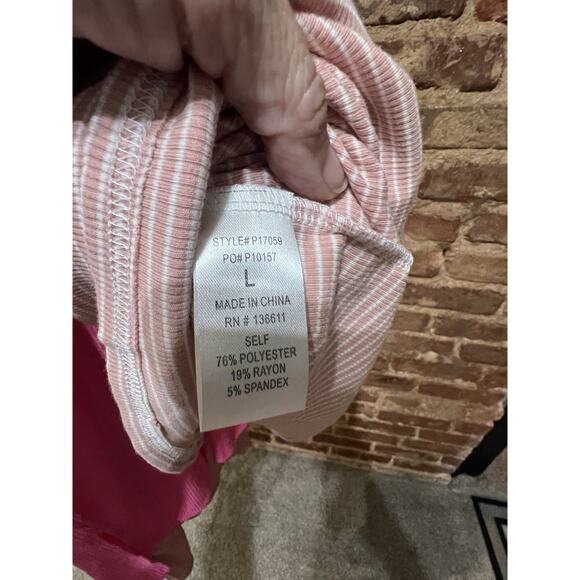 STYLE# P17059
PO# P10157
L
MADE IN CHINA
RN # 136611
SELF
76% POLYESTER
19% RAYON
5% SPANDEX